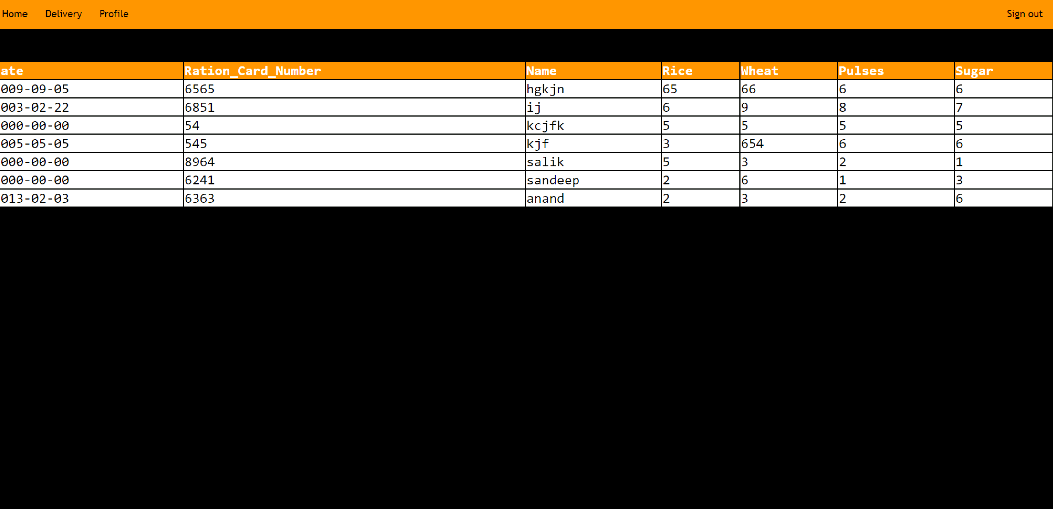 Home Delivery Profile Sign out
ate Ration_Card_Number Name Rice Wheat Pulses Sugar
009-09-05 6565 hgkjn 65 66 6 6
003-02-22 6851 ij 6 9 8 7
000-00-00 54 kcjfk 5 5 5 5
005-05-05 545 kjf 3 654 6 6
000-00-00 8964 salik 5 3 2 1
000-00-00 6241 sandeep 2 6 1 3
013-02-03 6363 anand 2 3 2 6